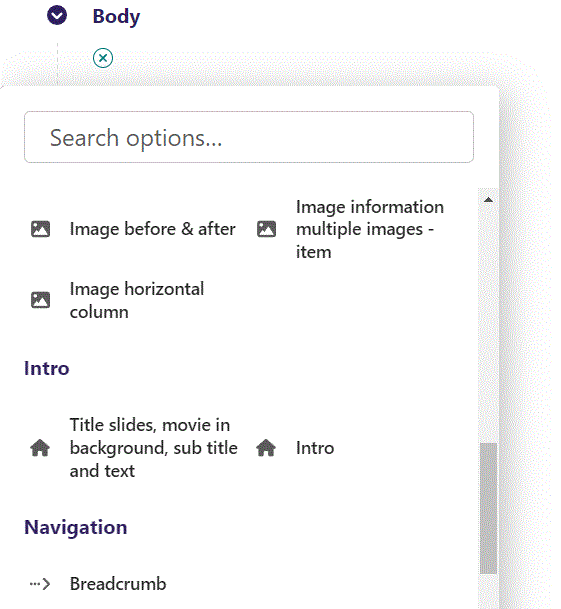 Body
Search options...
Image before & after
Image information
multiple images -
item
Image horizontal
column
Intro
Title slides, movie in
background, sub title
and text
Intro
Navigation
Breadcrumb